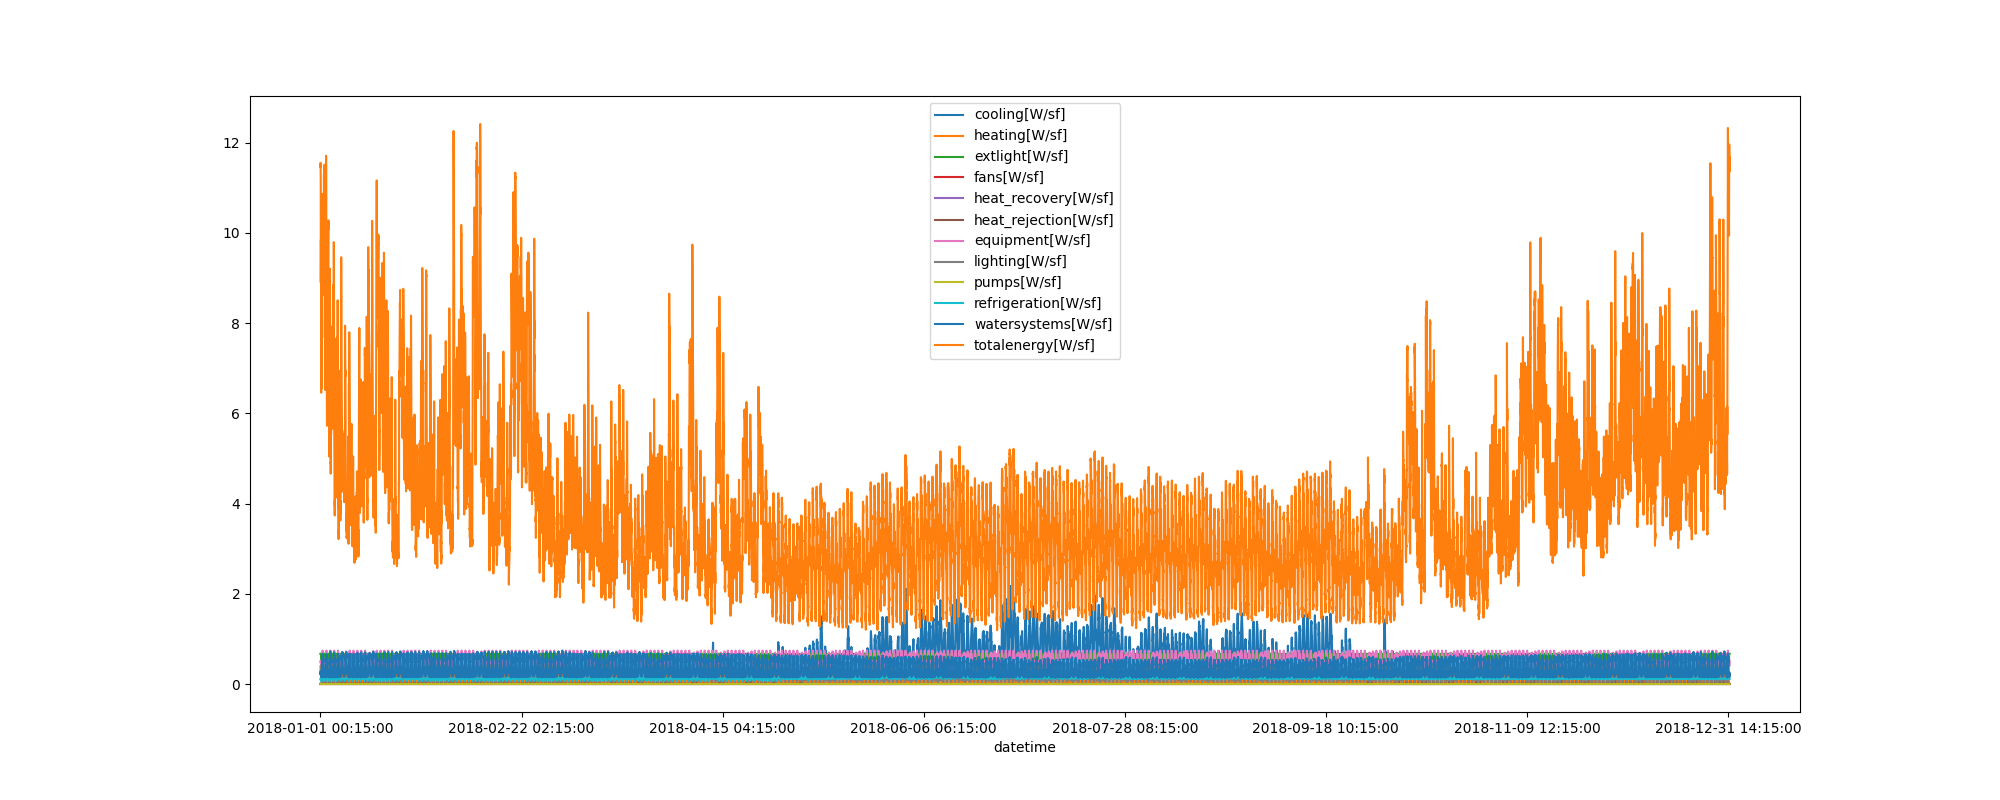 cooling[W/sf]
heating[W/sf]
extlight[W/sf]
fans[W/sf]
heat_recovery[W/sf]
heat_rejection[W/sf]
equipment[W/sf]
lighting[W/sf]
pumps[W/sf]
refrigeration[W/sf]
watersystems[W/sf]
totalenergy[W/sf]
12
10
8
6
4
2
0
2018-01-01 00:15:00 2018-02-22 02:15:00 2018-04-15 04:15:00 2018-06-06 06:15:00 2018-07-28 08:15:00 2018-09-18 10:15:00 2018-11-09 12:15:00 2018-12-31 14:15:00
datetime